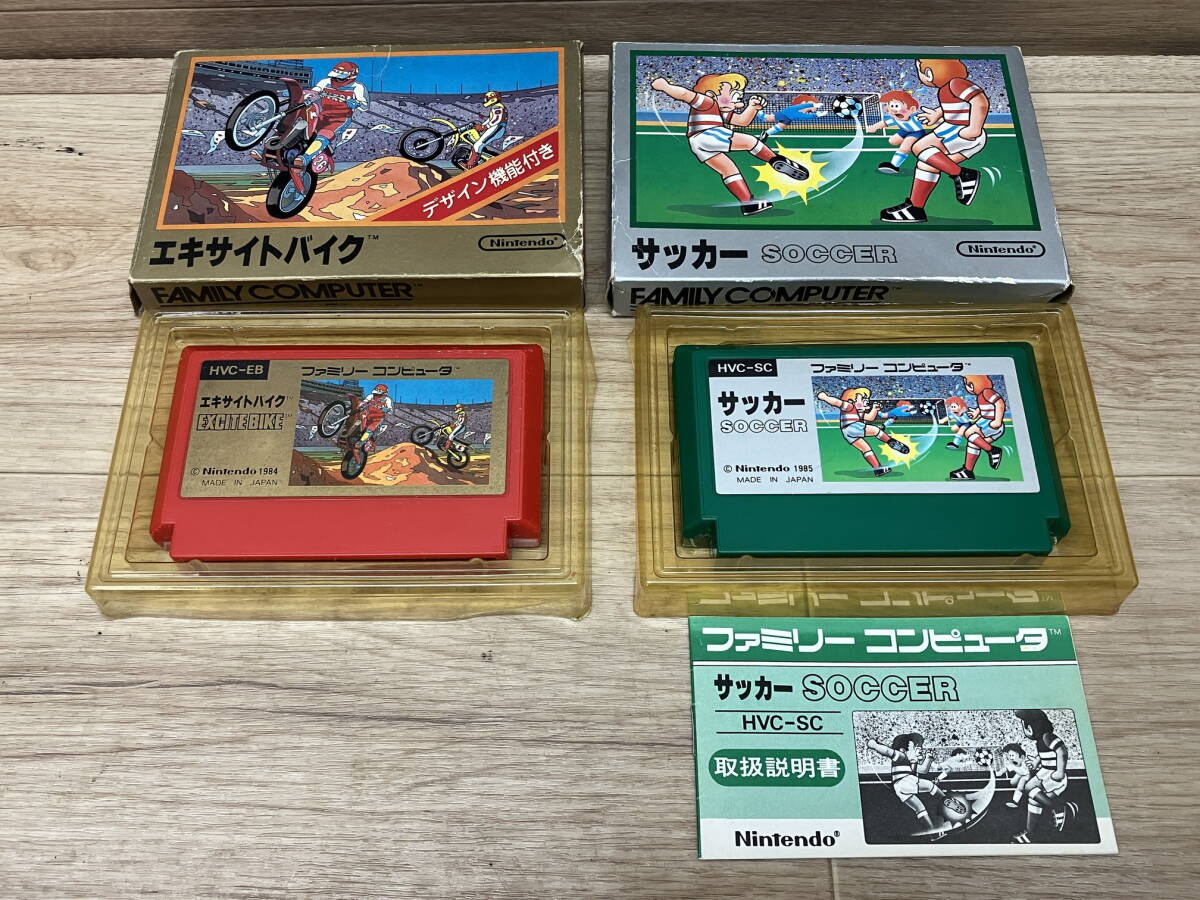 デザイン機能付き
エキサイトバイク™
Nintendo®
FAMILY COMPUTER™
サッカー SOCCER
Nintendo®
FAMILY COMPUTER™
HVC-EB
ファミリー コンピュータ™
エキサイトバイク™
EXCITEBIKE™
© Nintendo 1984
MADE IN JAPAN
HVC-SC
ファミリー コンピュータ™
サッカー
SOCCER
© Nintendo 1985
MADE IN JAPAN
ファミリー コンピュータ™
サッカー SOCCER
HVC-SC
取扱説明書
Nintendo®